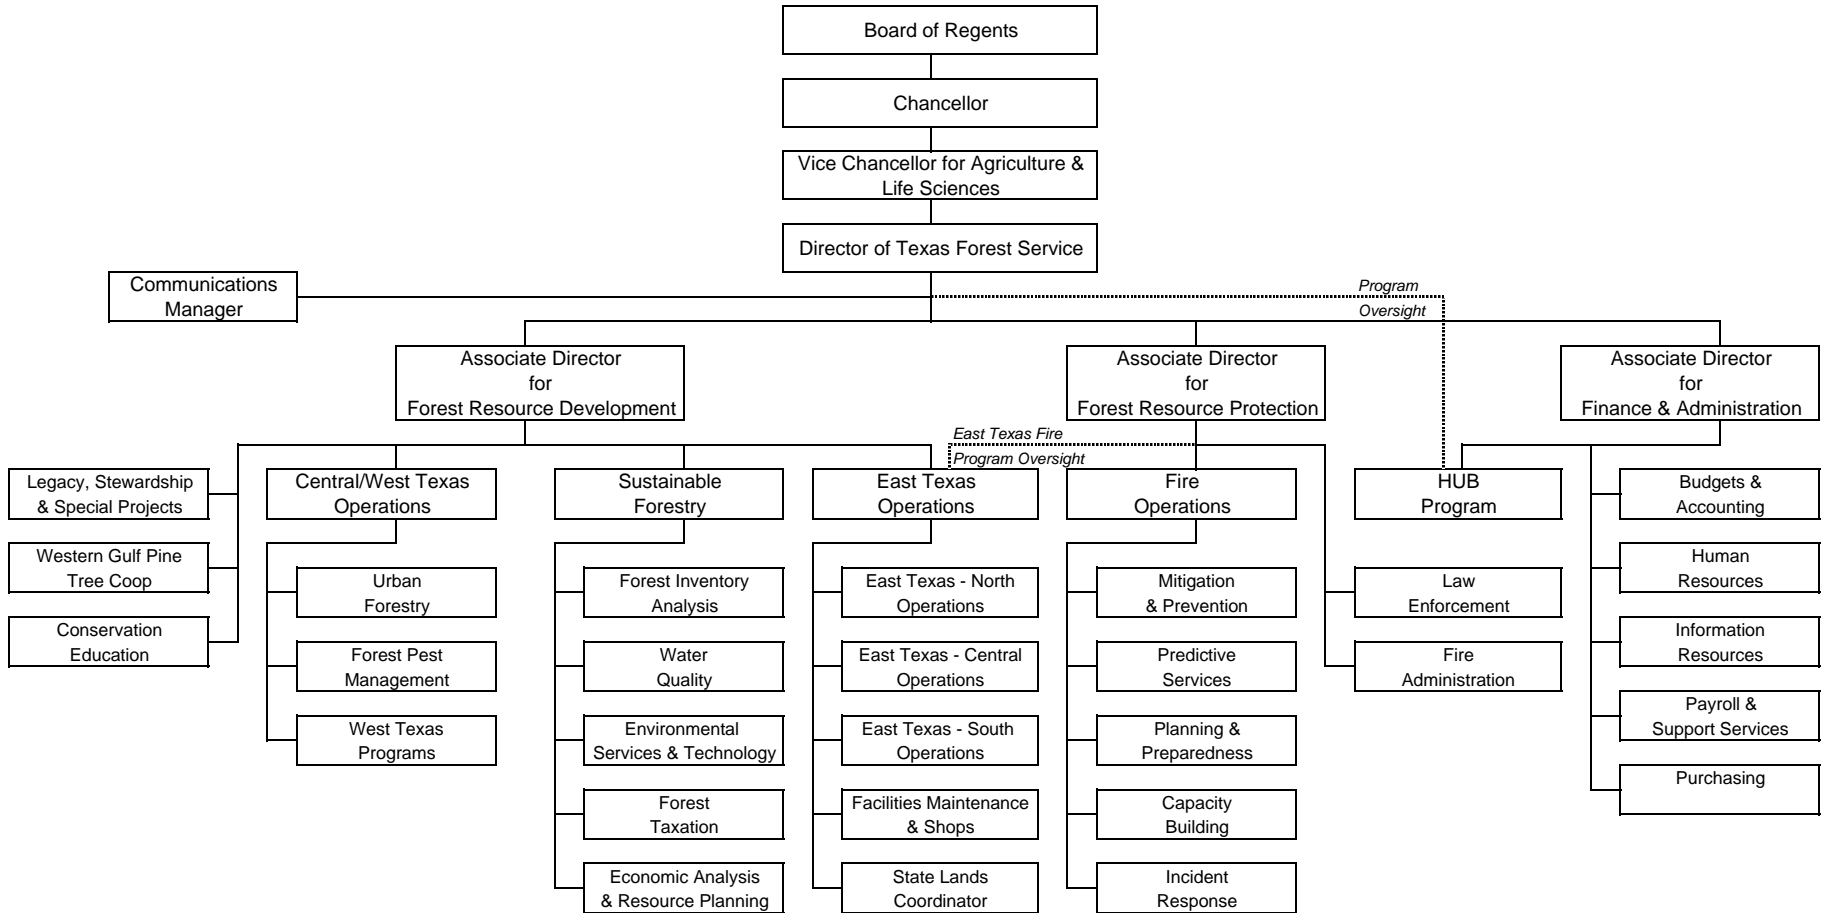 Board of Regents
Chancellor
Vice Chancellor for Agriculture &
Life Sciences
Director of Texas Forest Service
Communications
Manager
Program
Oversight
Associate Director
for
Forest Resource Development
Associate Director
for
Forest Resource Protection
Associate Director
for
Finance & Administration
East Texas Fire
Program Oversight
Legacy, Stewardship
& Special Projects
Western Gulf Pine
Tree Coop
Conservation
Education
Central/West Texas
Operations
Urban
Forestry
Forest Pest
Management
West Texas
Programs
Sustainable
Forestry
Forest Inventory
Analysis
Water
Quality
Environmental
Services & Technology
Forest
Taxation
Economic Analysis
& Resource Planning
East Texas
Operations
East Texas - North
Operations
East Texas - Central
Operations
East Texas - South
Operations
Facilities Maintenance
& Shops
State Lands
Coordinator
Fire
Operations
Mitigation
& Prevention
Predictive
Services
Planning &
Preparedness
Capacity
Building
Incident
Response
Law
Enforcement
Fire
Administration
HUB
Program
Budgets &
Accounting
Human
Resources
Information
Resources
Payroll &
Support Services
Purchasing